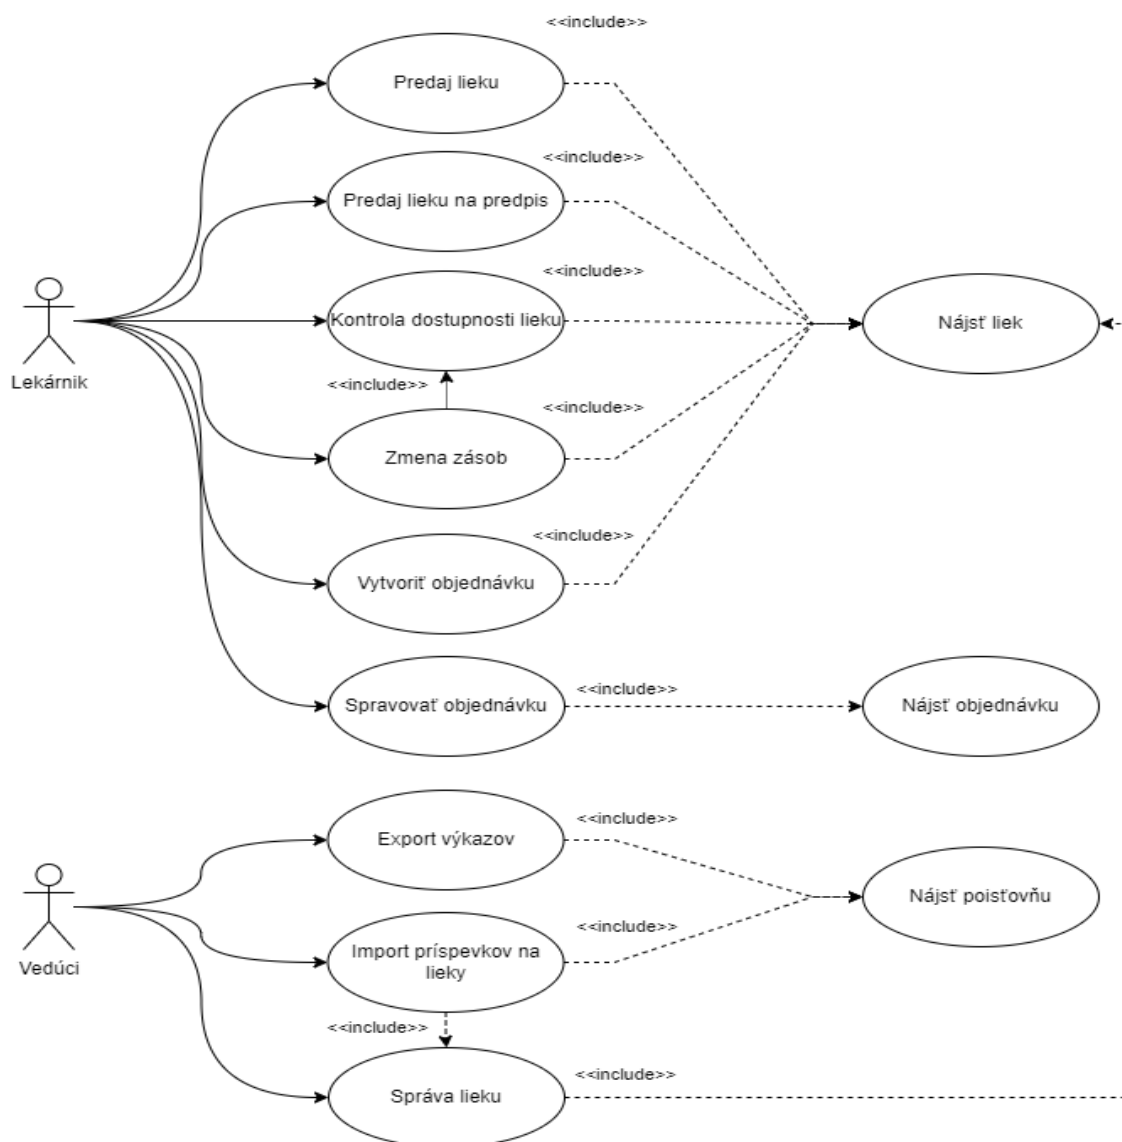 <<include>>
Predaj lieku
<<include>>
Predaj lieku na predpis
<<include>>
Kontrola dostupnosti lieku
Nájsť liek
Lekárnik
<<include>>
<<include>>
Zmena zásob
<<include>>
Vytvoriť objednávku
<<include>>
Spravovať objednávku
Nájsť objednávku
<<include>>
Export výkazov
Nájsť poisťovňu
<<include>>
Import príspevkov na
lieky
Vedúci
<<include>>
<<include>>
Správa lieku